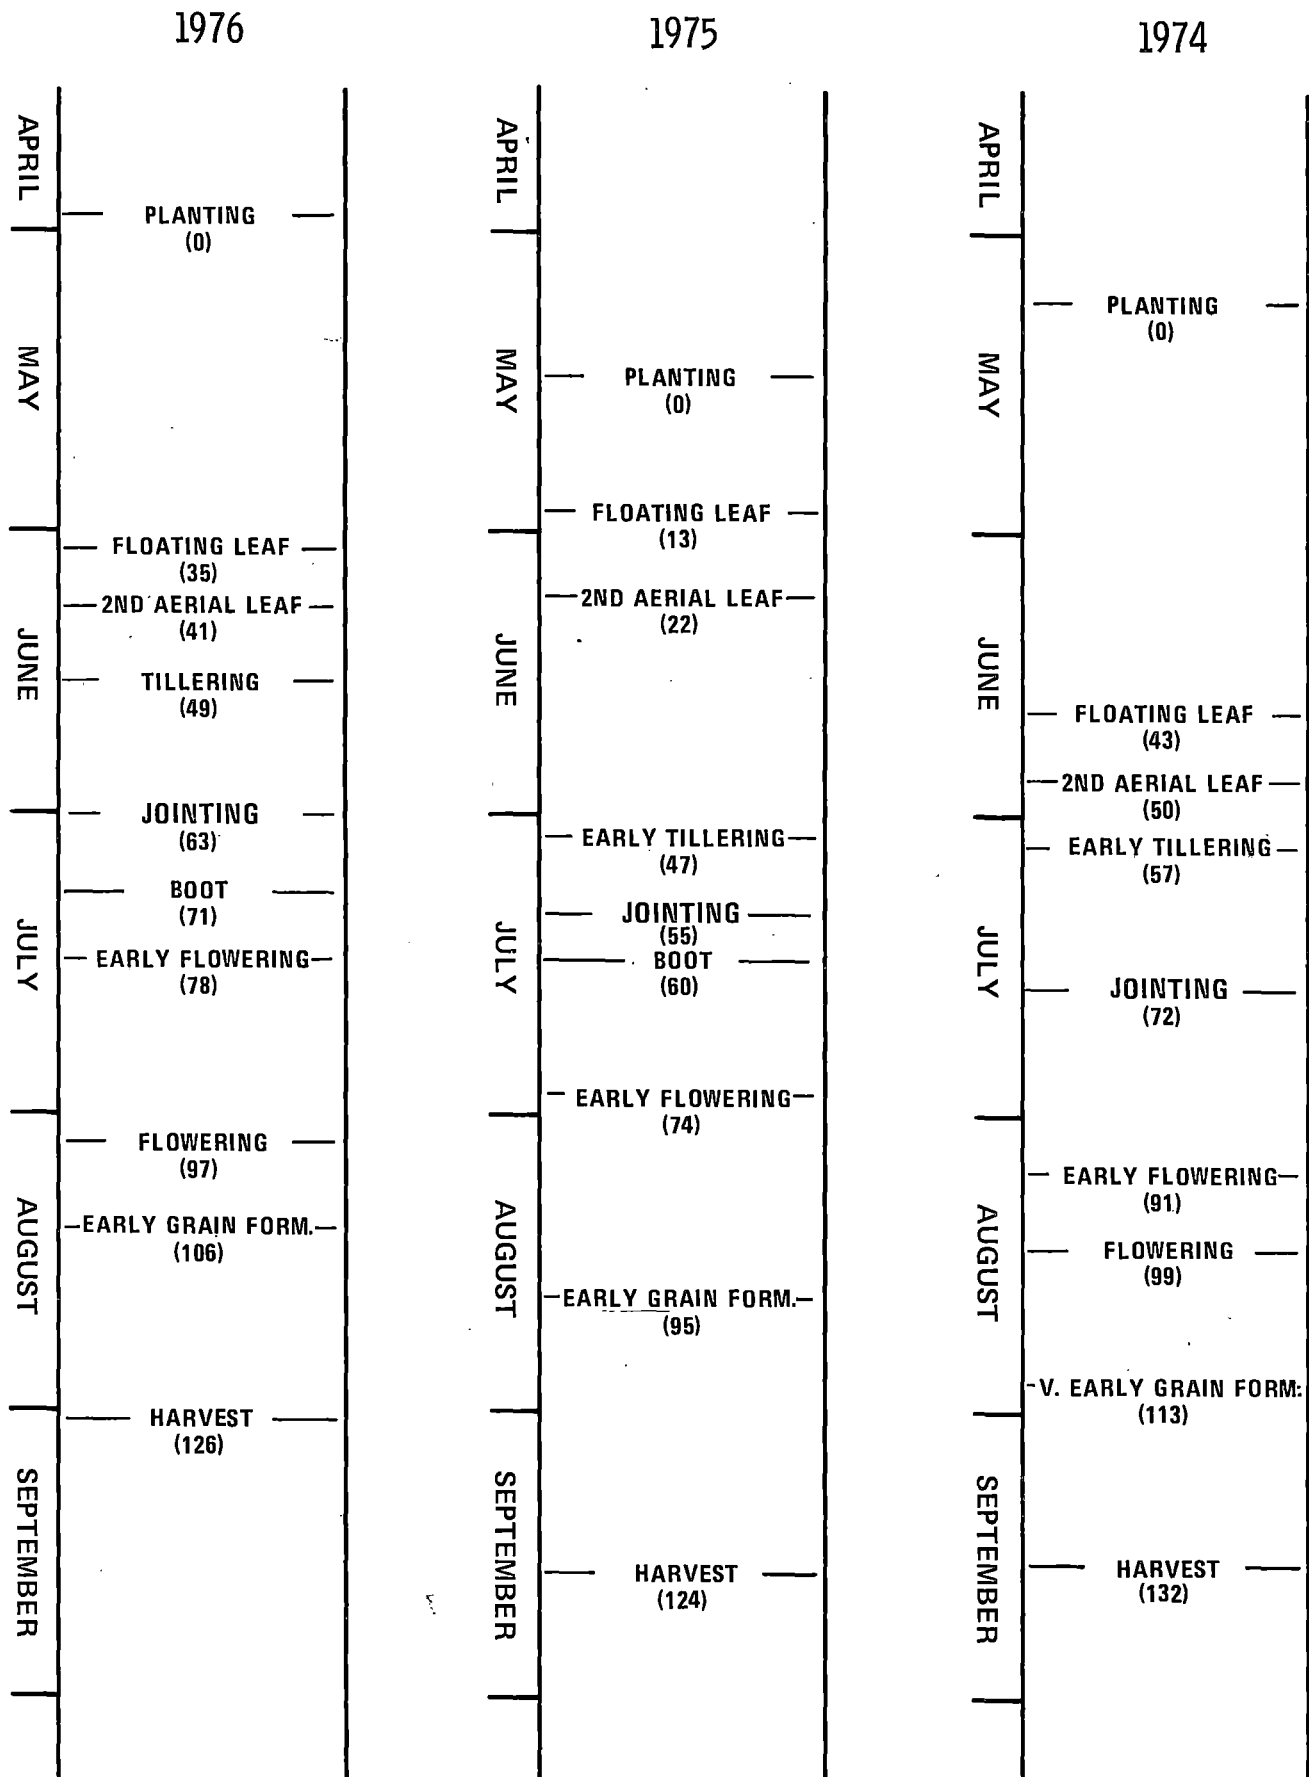 1976
APRIL
PLANTING
(0)
MAY
FLOATING LEAF
(35)
2ND AERIAL LEAF
(41)
JUNE
TILLERING
(49)
JOINTING
(63)
BOOT
(71)
JULY
EARLY FLOWERING
(78)
FLOWERING
(97)
AUGUST
EARLY GRAIN FORM.
(106)
HARVEST
(126)
SEPTEMBER
1975
APRIL
MAY
PLANTING
(0)
FLOATING LEAF
(13)
2ND AERIAL LEAF
(22)
JUNE
EARLY TILLERING
(47)
JOINTING
(55)
JULY
BOOT
(60)
EARLY FLOWERING
(74)
AUGUST
EARLY GRAIN FORM.
(95)
SEPTEMBER
HARVEST
(124)
1974
APRIL
PLANTING
(0)
MAY
JUNE
FLOATING LEAF
(43)
2ND AERIAL LEAF
(50)
EARLY TILLERING
(57)
JULY
JOINTING
(72)
EARLY FLOWERING
(91)
AUGUST
FLOWERING
(99)
V. EARLY GRAIN FORM.
(113)
SEPTEMBER
HARVEST
(132)